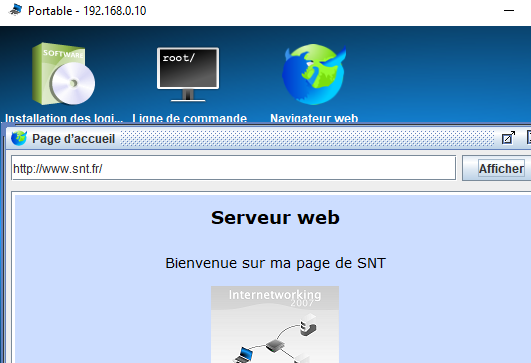 Portable - 192.168.0.10
SOFTWARE
root/
Installation des logi... Ligne de commande Navigateur web
Page d'accueil
http://www.snt.fr/ Afficher
Serveur web
Bienvenue sur ma page de SNT
Internetworking
2007